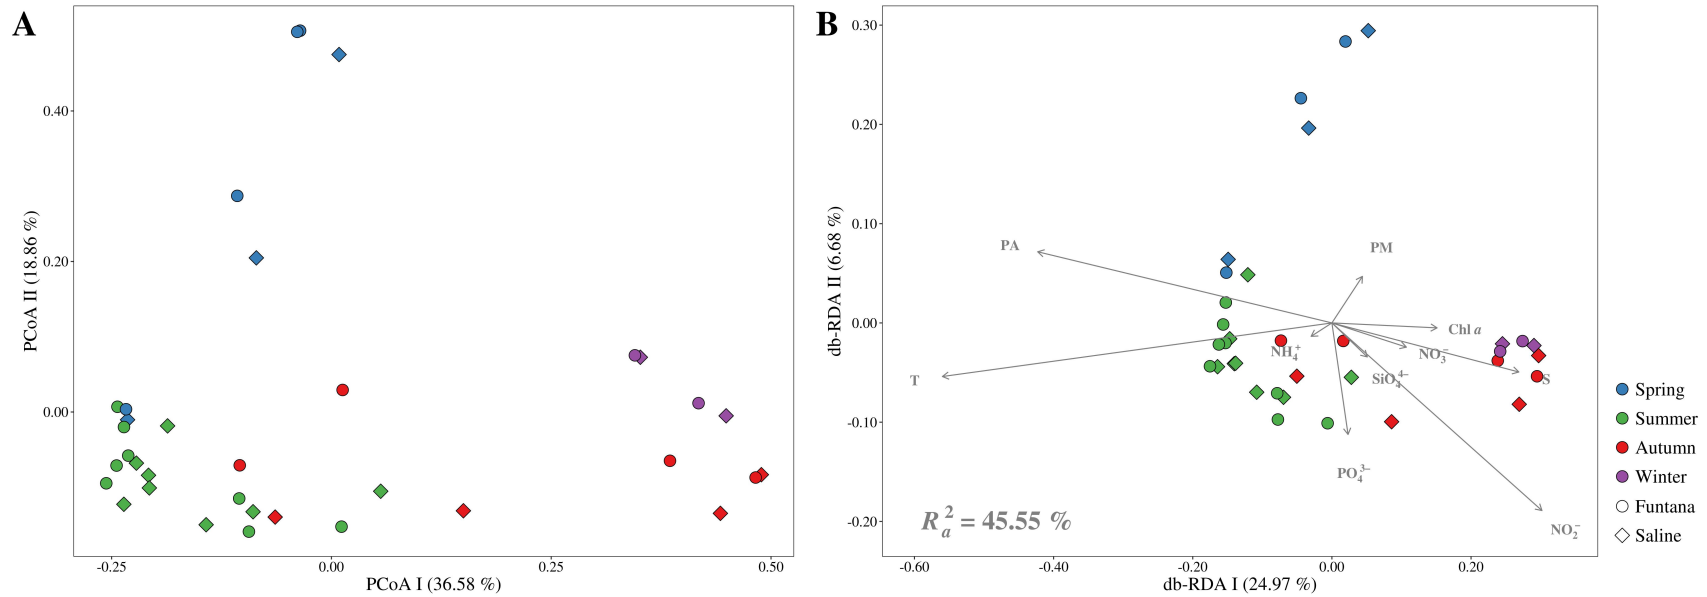 A
PCoA II (18.86 %)
0.40
0.20
0.00
-0.25
0.00
0.25
0.50
PCoA I (36.58 %)
B
db-RDA II (6.68 %)
0.30
0.20
0.10
0.00
-0.10
-0.20
-0.60
-0.40
-0.20
0.00
0.20
db-RDA I (24.97 %)
PA
PM
Chl a
NH₄⁺
NO₃⁻
T
SiO₄⁴⁻
S
PO₄³⁻
NO₂⁻
Rₐ² = 45.55 %
Spring
Summer
Autumn
Winter
Funtana
Saline